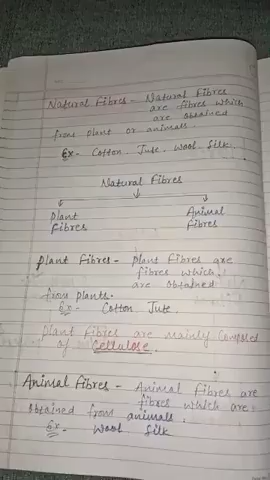 Natural Fibres - Natural Fibres
are fibres which
are obtained
from plant or animals
Ex- Cotton, Jute, Wool, Silk.
Natural Fibres
Plant Fibres
Animal Fibres
Plant Fibres - Plant Fibres are
fibres which
are obtained
from plants.
Ex- Cotton, Jute.
Plant Fibres are mainly composed
of Cellulose.
Animal Fibres - Animal Fibres are
fibres which are
obtained from animals.
Ex- Wool Silk